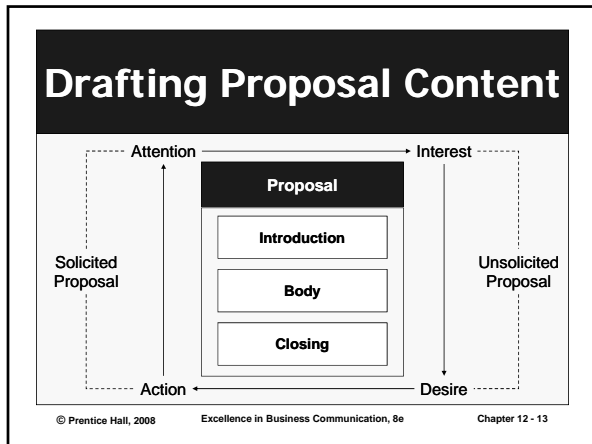 Drafting Proposal Content
Attention
Interest
Proposal
Introduction
Body
Closing
Solicited
Proposal
Unsolicited
Proposal
Action
Desire
© Prentice Hall, 2008
Excellence in Business Communication, 8e
Chapter 12 - 13